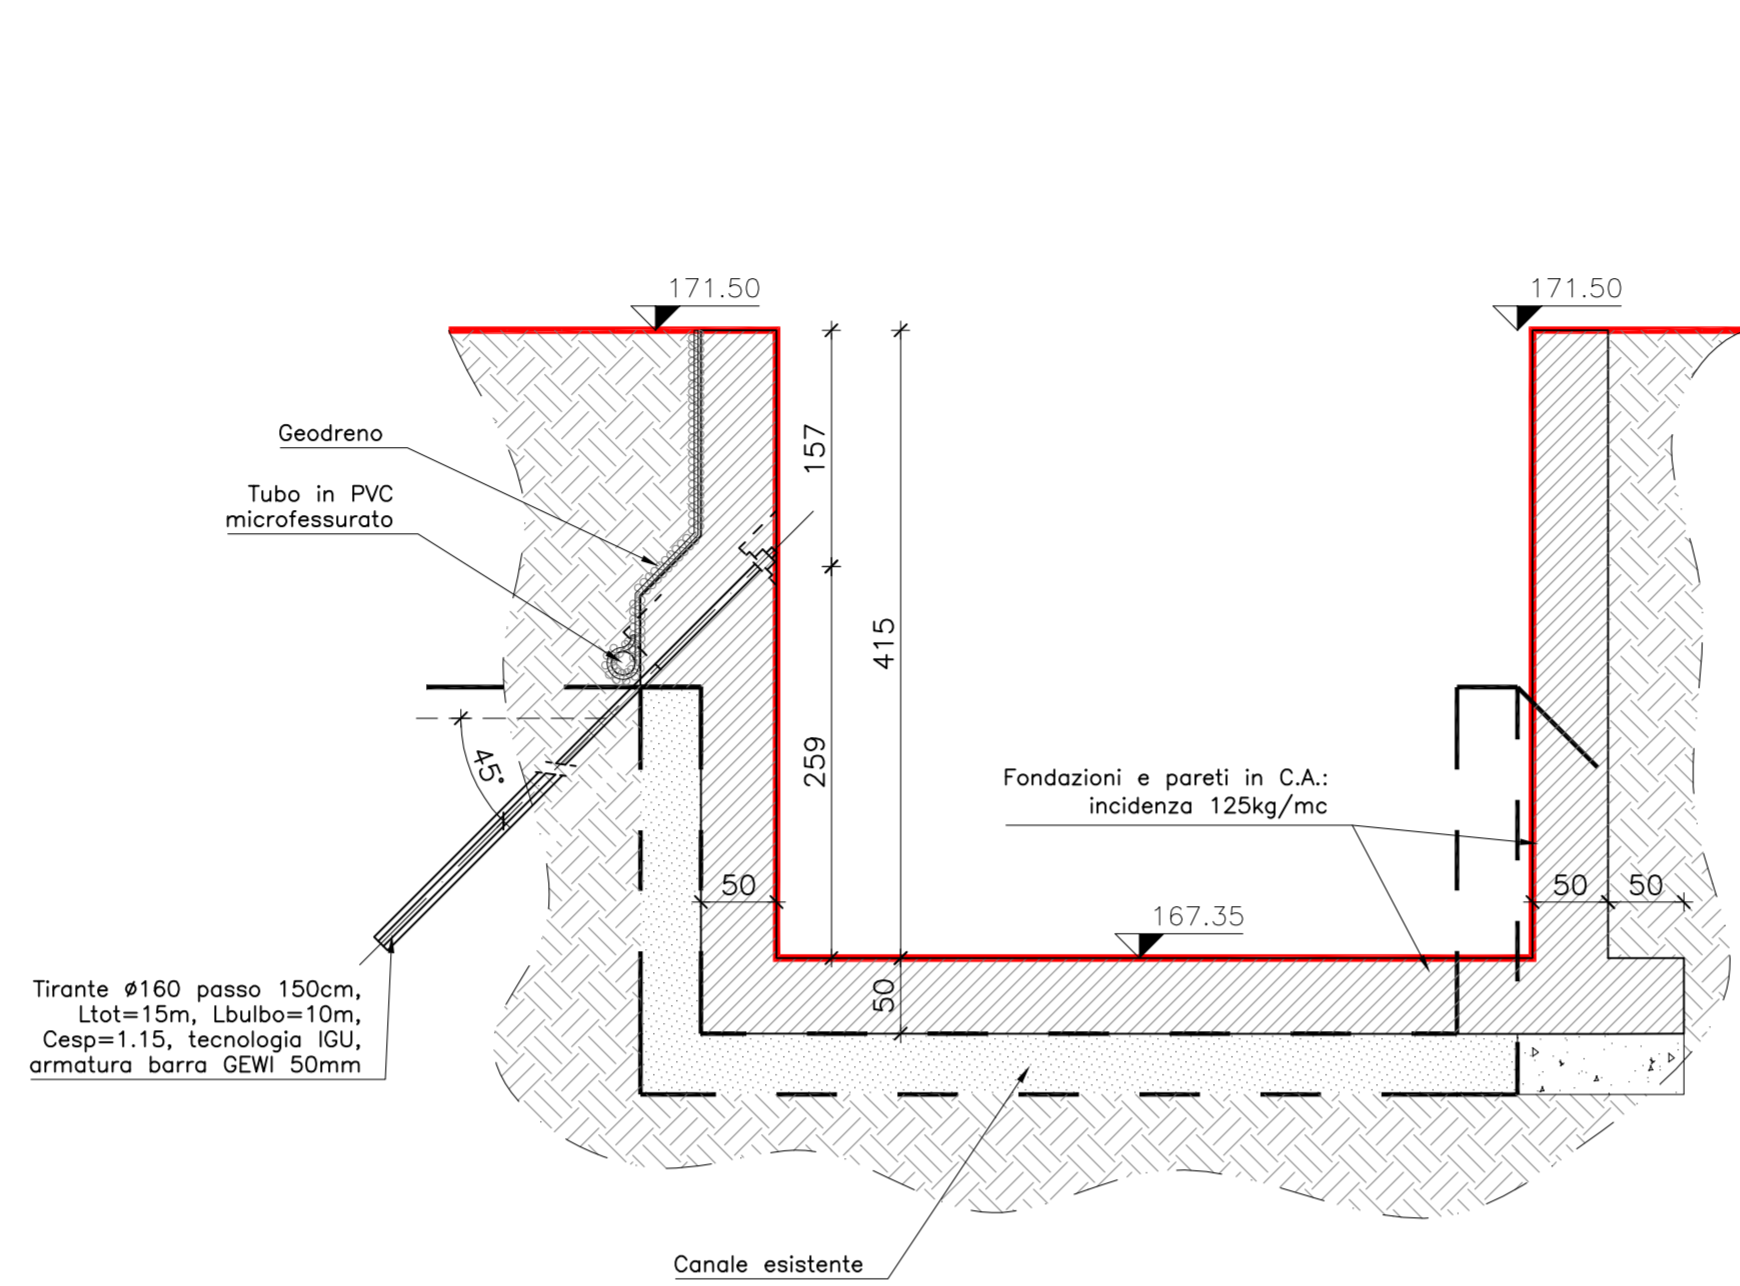 171.50
171.50
Geodreno
157
Tubo in PVC
microfessurato
415
45°
259
Fondazioni e pareti in C.A.:
incidenza 125kg/mc
50
50
50
167.35
Tirante Ø160 passo 150cm,
Ltot=15m, Lbulbo=10m,
Cesp=1.15, tecnologia IGU,
armatura barra GEWI 50mm
50
Canale esistente